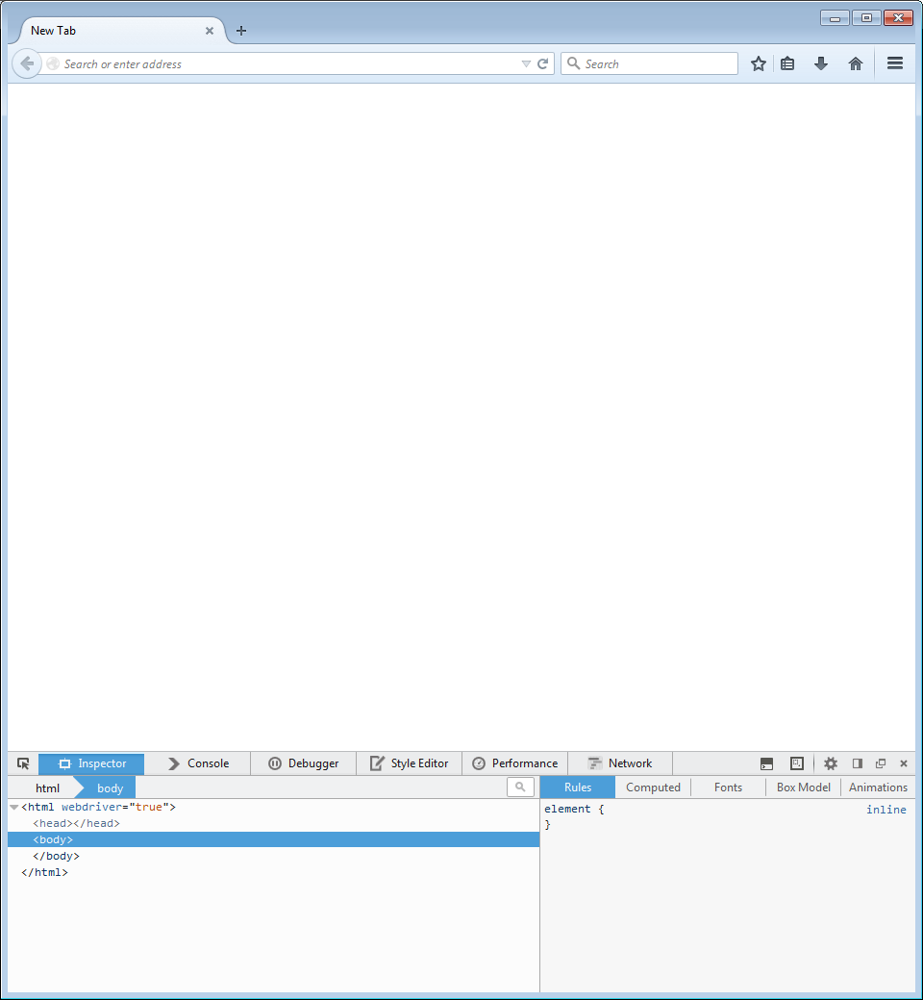 New Tab
Search or enter address
Search
Inspector Console Debugger Style Editor Performance Network
html body
Rules Computed Fonts Box Model Animations
<html webdriver="true">
<head></head>
<body>
</body>
</html>
element { inline
}